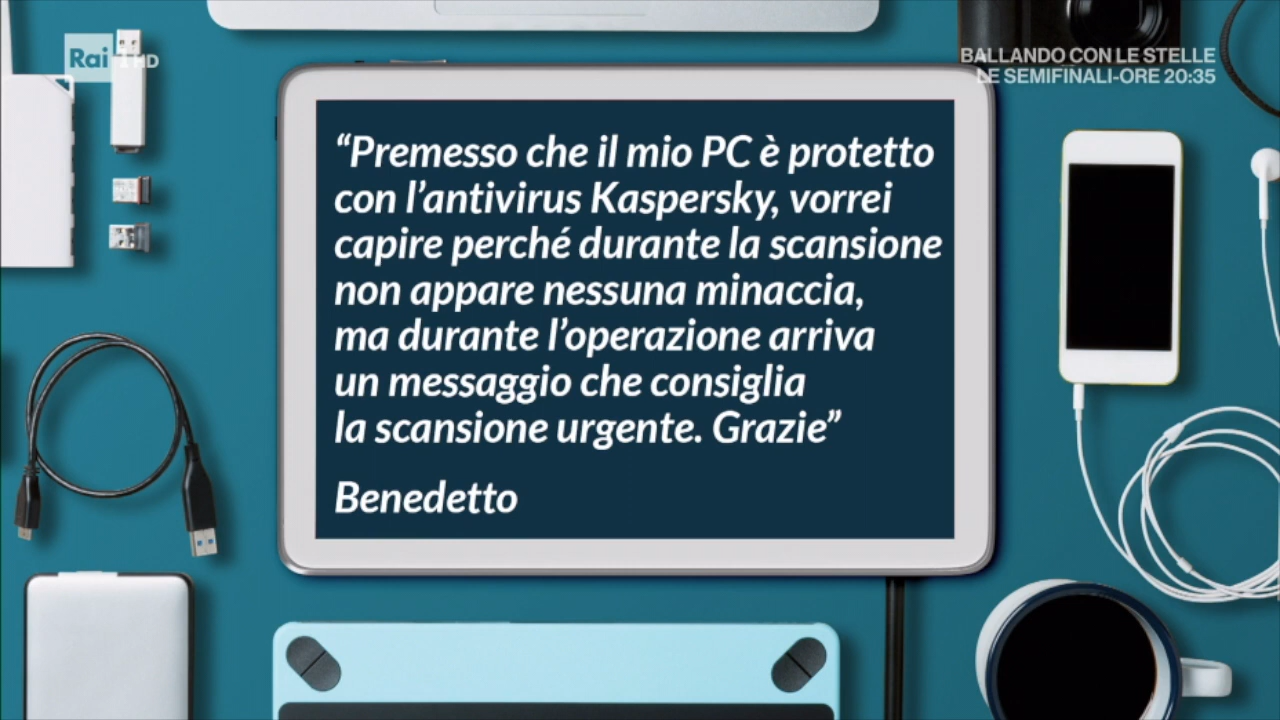 Rai 1 HD
BALLANDO CON LE STELLE
LE SEMIFINALI-ORE 20:35
“Premesso che il mio PC è protetto
con l’antivirus Kaspersky, vorrei
capire perché durante la scansione
non appare nessuna minaccia,
ma durante l’operazione arriva
un messaggio che consiglia
la scansione urgente. Grazie”
Benedetto